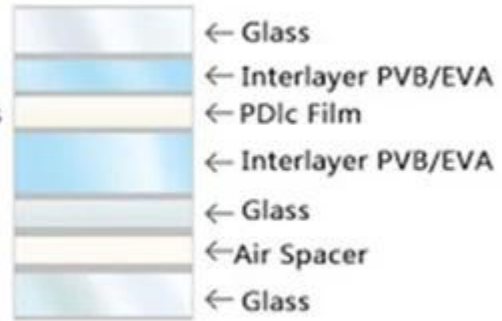 ← Glass
← Interlayer PVB/EVA
← PDlc Film
← Interlayer PVB/EVA
← Glass
←Air Spacer
← Glass